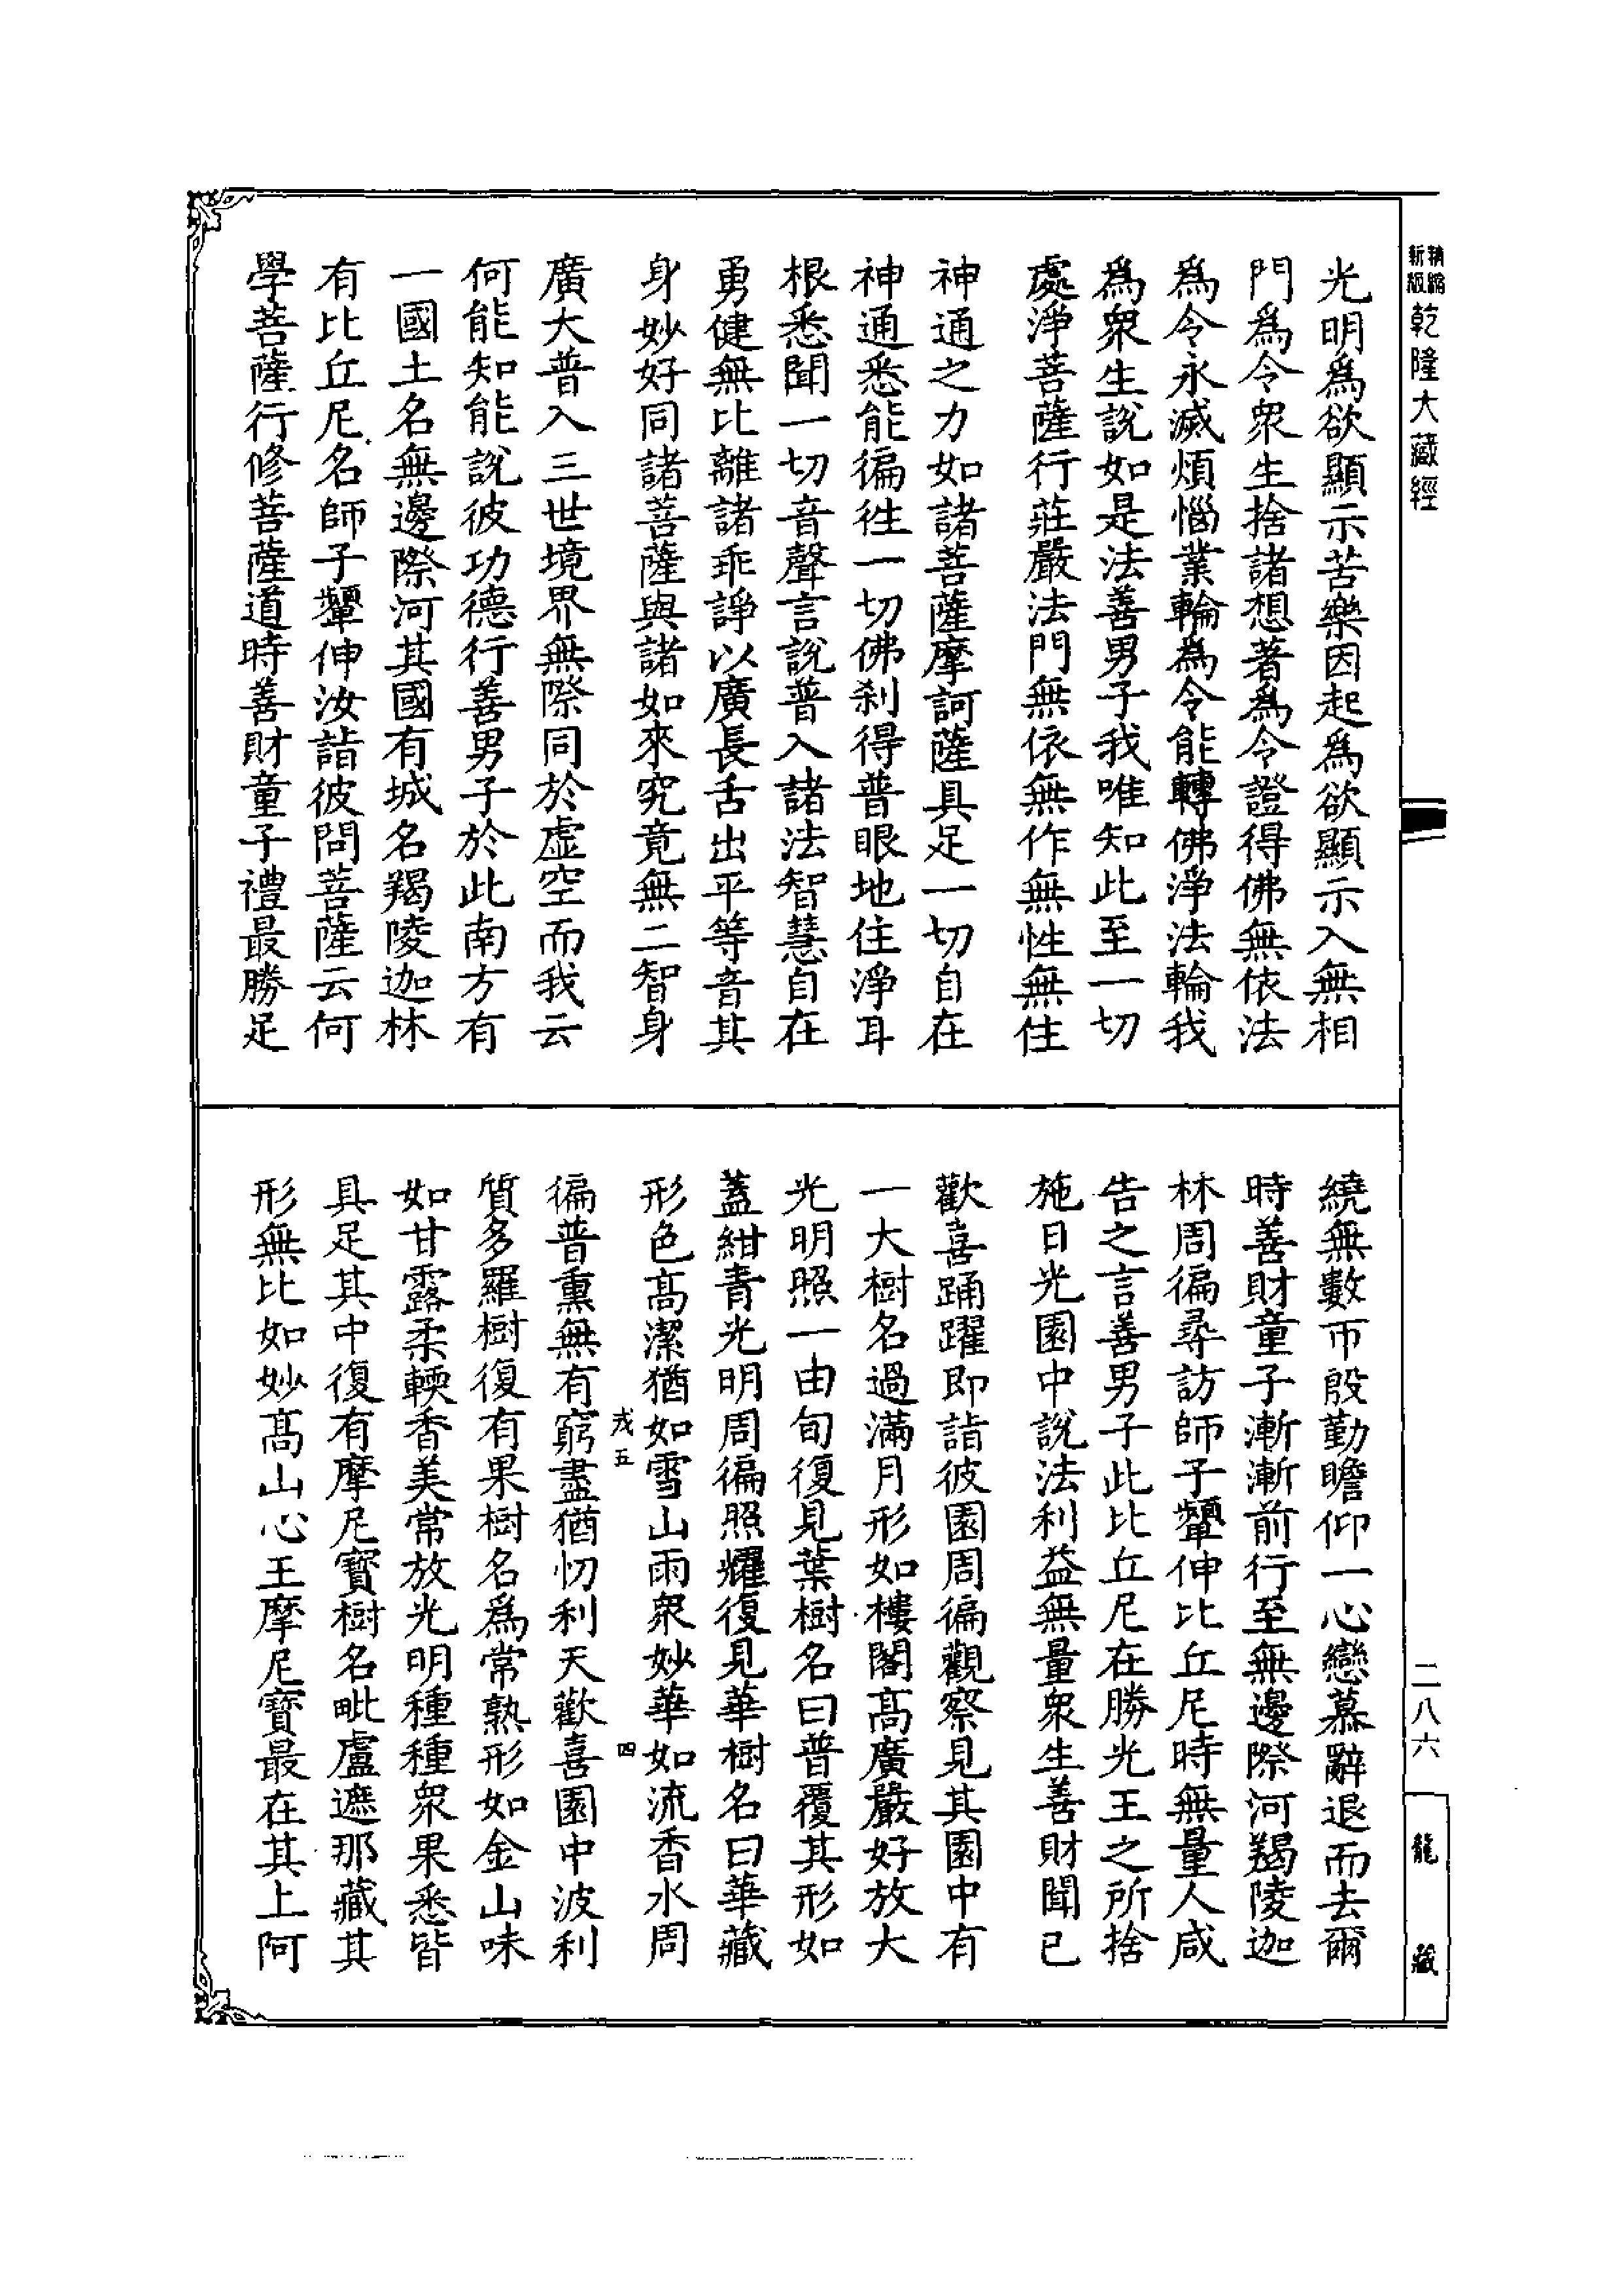 精縮
新版
乾隆大藏經
光明爲欲顯示苦樂因起爲欲顯示入無相
門爲令衆生捨諸想著爲令證得佛無依法
爲令永滅煩惱業輪爲令能轉佛淨法輪我
爲衆生說如是法善男子我唯知此至一切
處淨菩薩行莊嚴法門無依無作無性無住
神通之力如諸菩薩摩訶薩具足一切自在
神通悉能徧往一切佛刹得普眼地住淨耳
根悉聞一切音聲言說普入諸法智慧自在
勇健無比離諸乖諍以廣長舌出平等音其
身妙好同諸菩薩與諸如來究竟無二智身
廣大普入三世境界無際同於虛空而我云
何能知能說彼功德行善男子於此南方有
一國土名無邊際河其國有城名羯陵迦林
有比丘尼名師子顰伸汝詣彼問菩薩云何
學菩薩行修菩薩道時善財童子禮最勝足
繞無數帀殷勤瞻仰一心戀慕辭退而去爾
時善財童子漸漸前行至無邊際河羯陵迦
林周徧尋訪師子顰伸比丘尼時無量人咸
告之言善男子此比丘尼在勝光王之所捨
施日光園中說法利益無量衆生善財聞已
歡喜踊躍即詣彼園周徧觀察見其園中有
一大樹名過滿月形如樓閣高廣嚴好放大
光明照一由旬復見葉樹名曰普覆其形如
蓋紺青光明周徧照耀復見華樹名曰華藏
形色高潔猶如雪山雨衆妙華如流香水周
戎五
四
徧普熏無有窮盡猶忉利天歡喜園中波利
質多羅樹復有果樹名爲常熟形如金山味
如甘露柔輭香美常放光明種種衆果悉皆
具足其中復有摩尼寶樹名毗盧遮那藏其
形無比如妙高山心王摩尼寶最在其上阿
二八六
龍藏